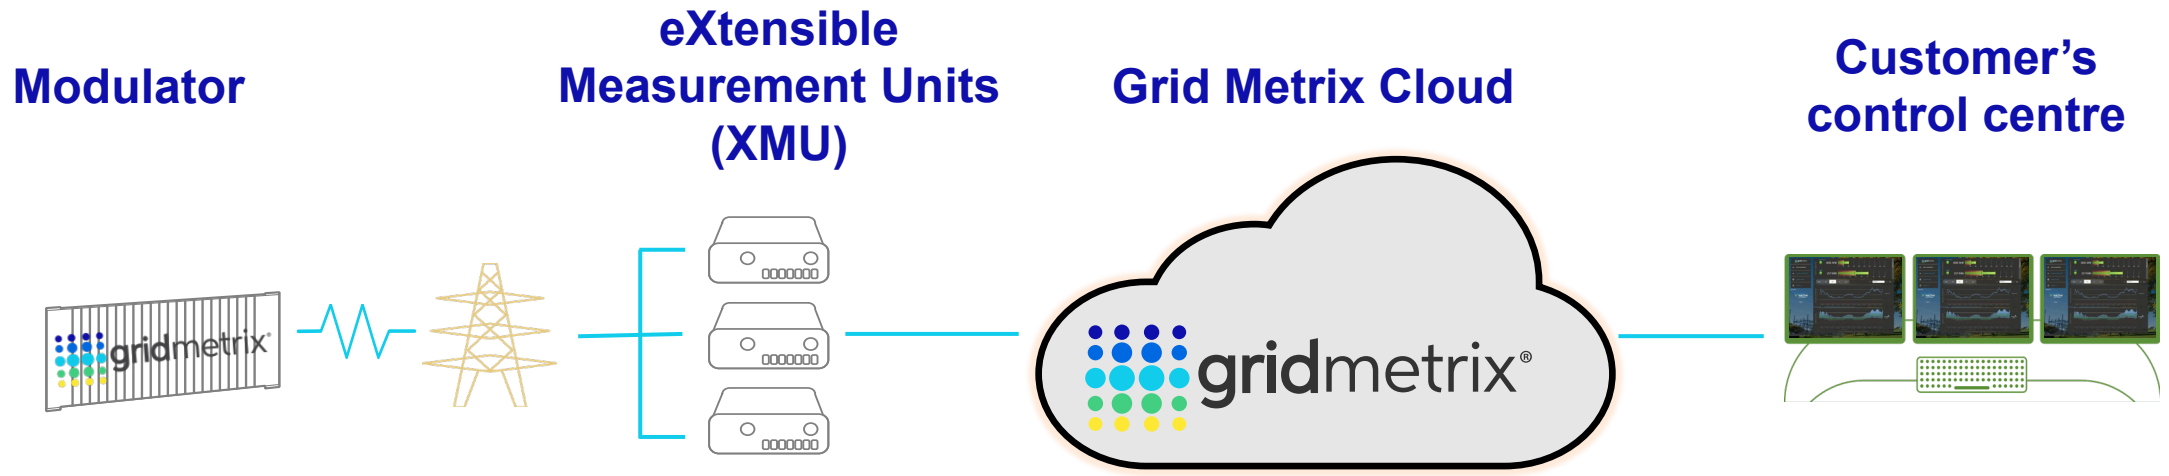 Modulator
eXtensible
Measurement Units
(XMU)
Grid Metrix Cloud
Customer’s
control centre
gridmetrix®
gridmetrix®